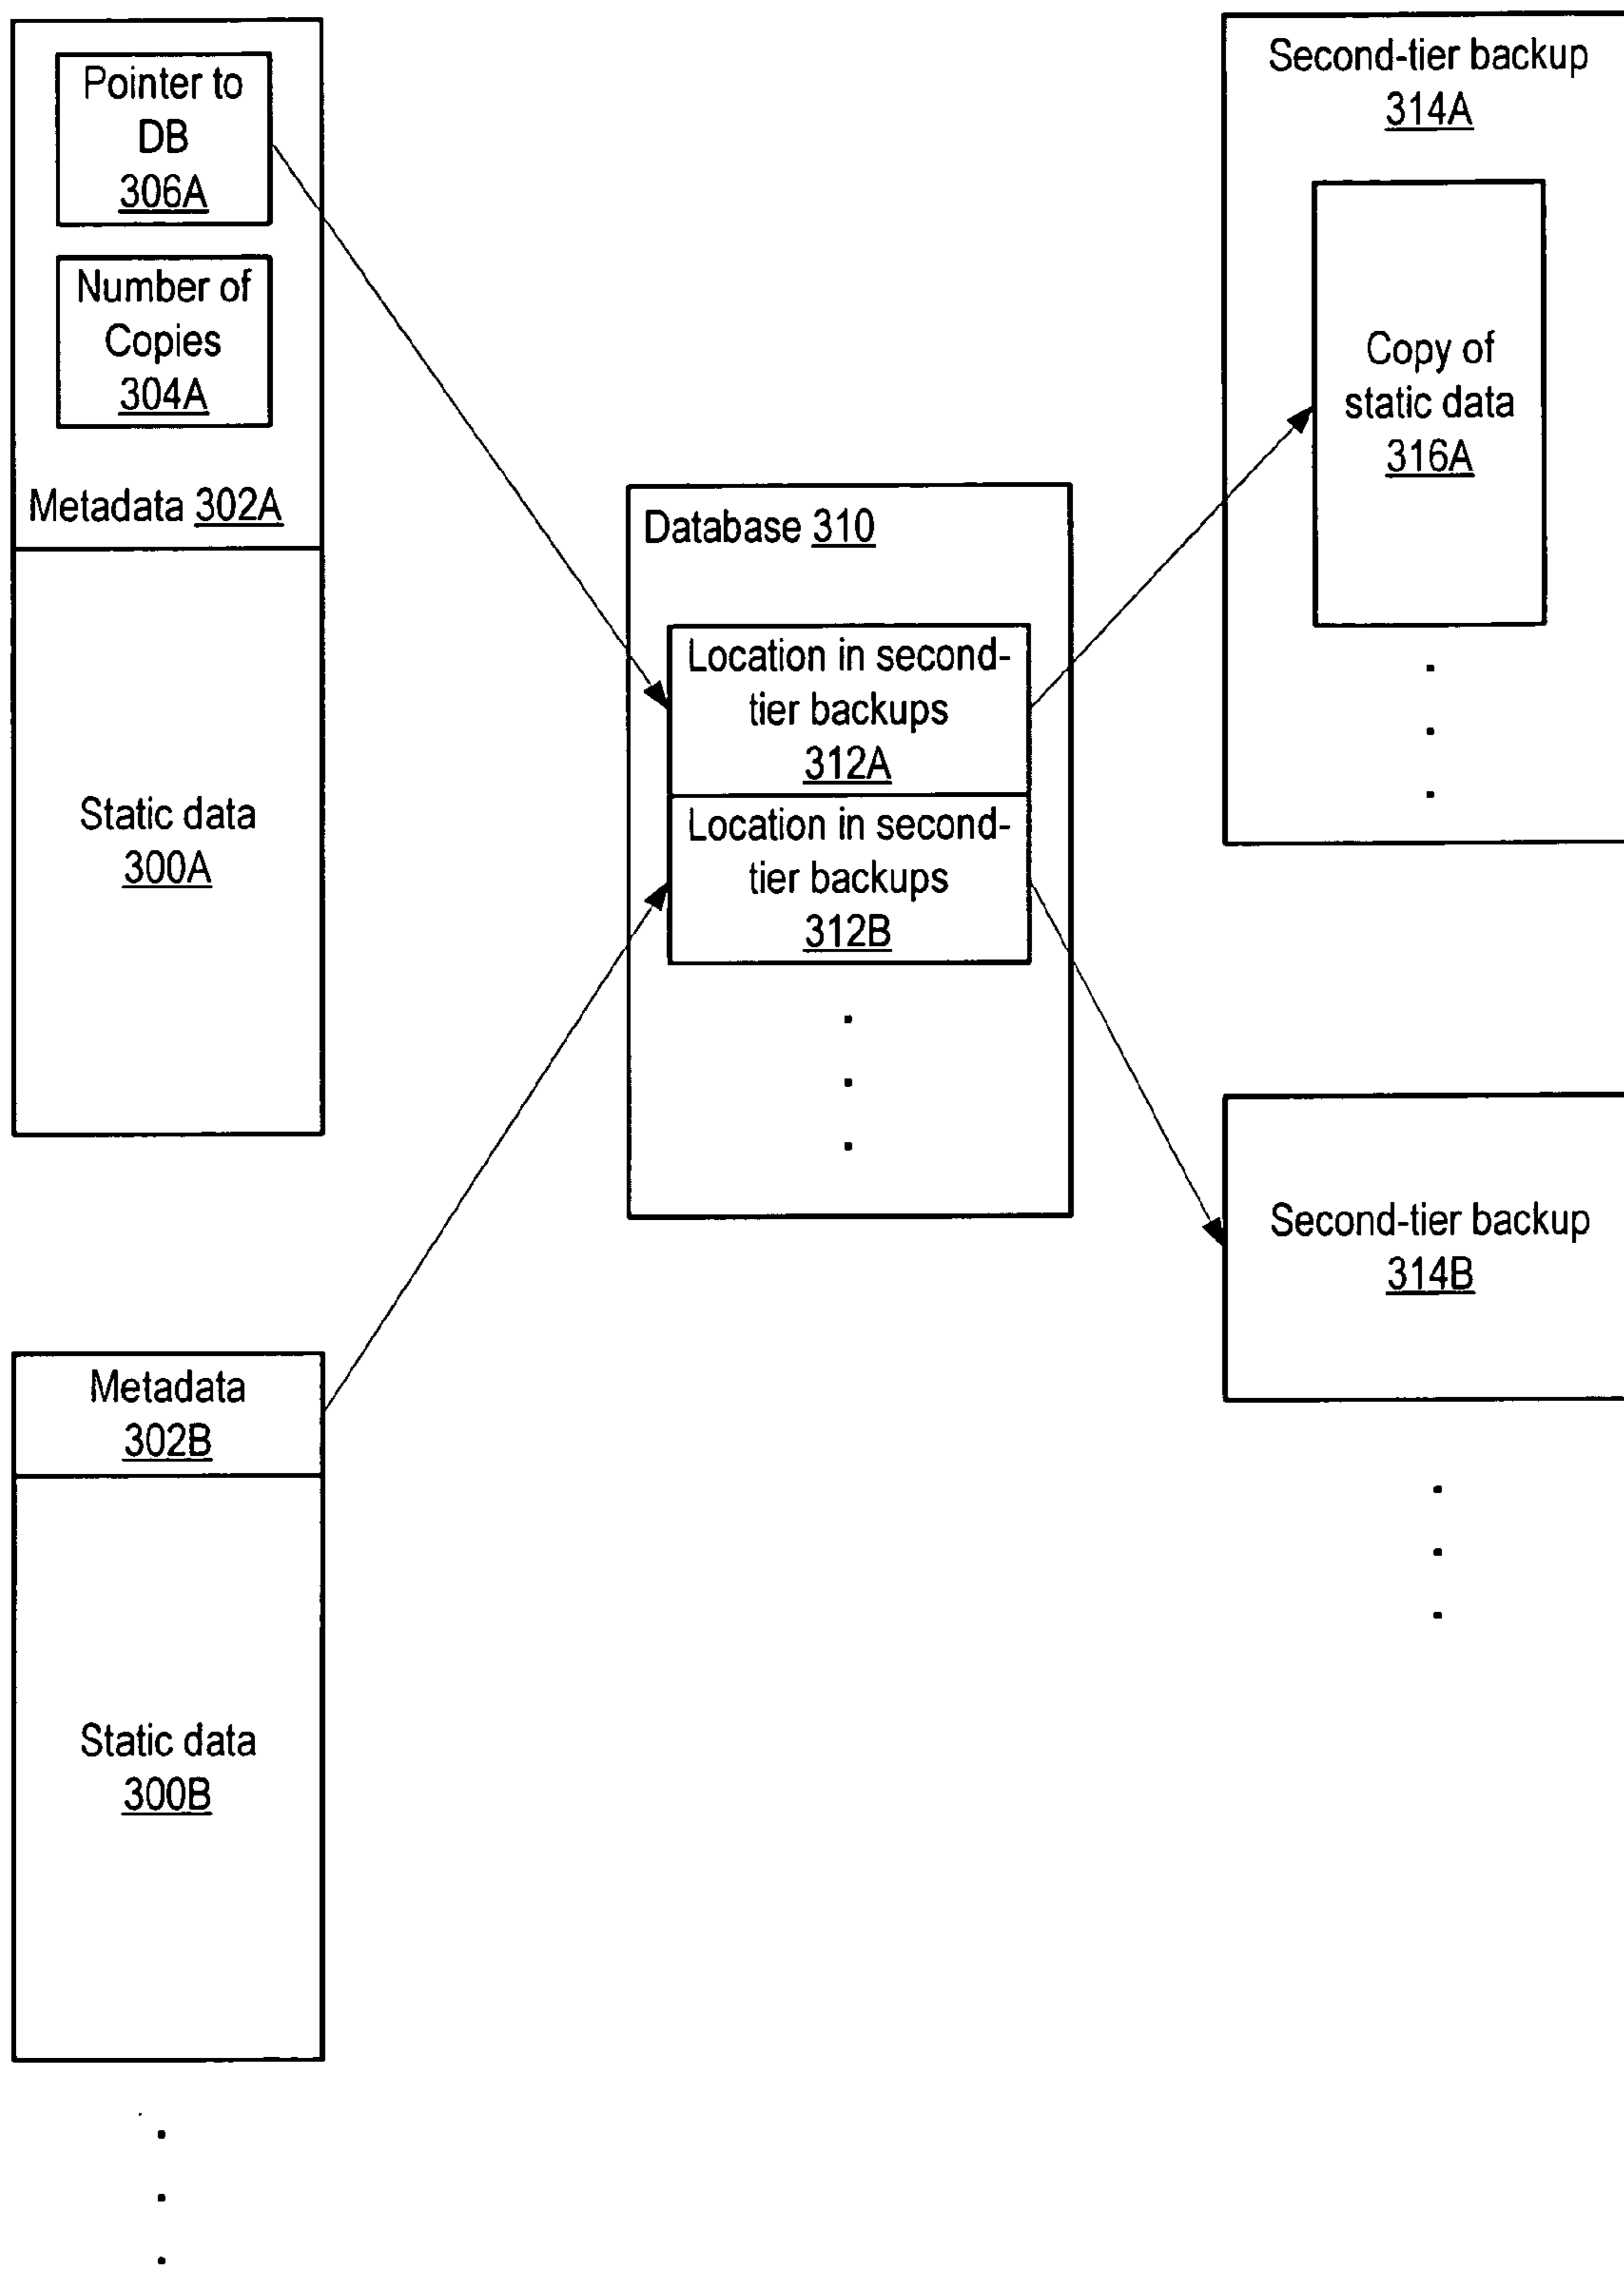 Pointer to
DB
306A
Number of
Copies
304A
Metadata 302A
Static data
300A
Metadata
302B
Static data
300B
Database 310
Location in second-
tier backups
312A
Location in second-
tier backups
312B
Second-tier backup
314A
Copy of
static data
316A
Second-tier backup
314B